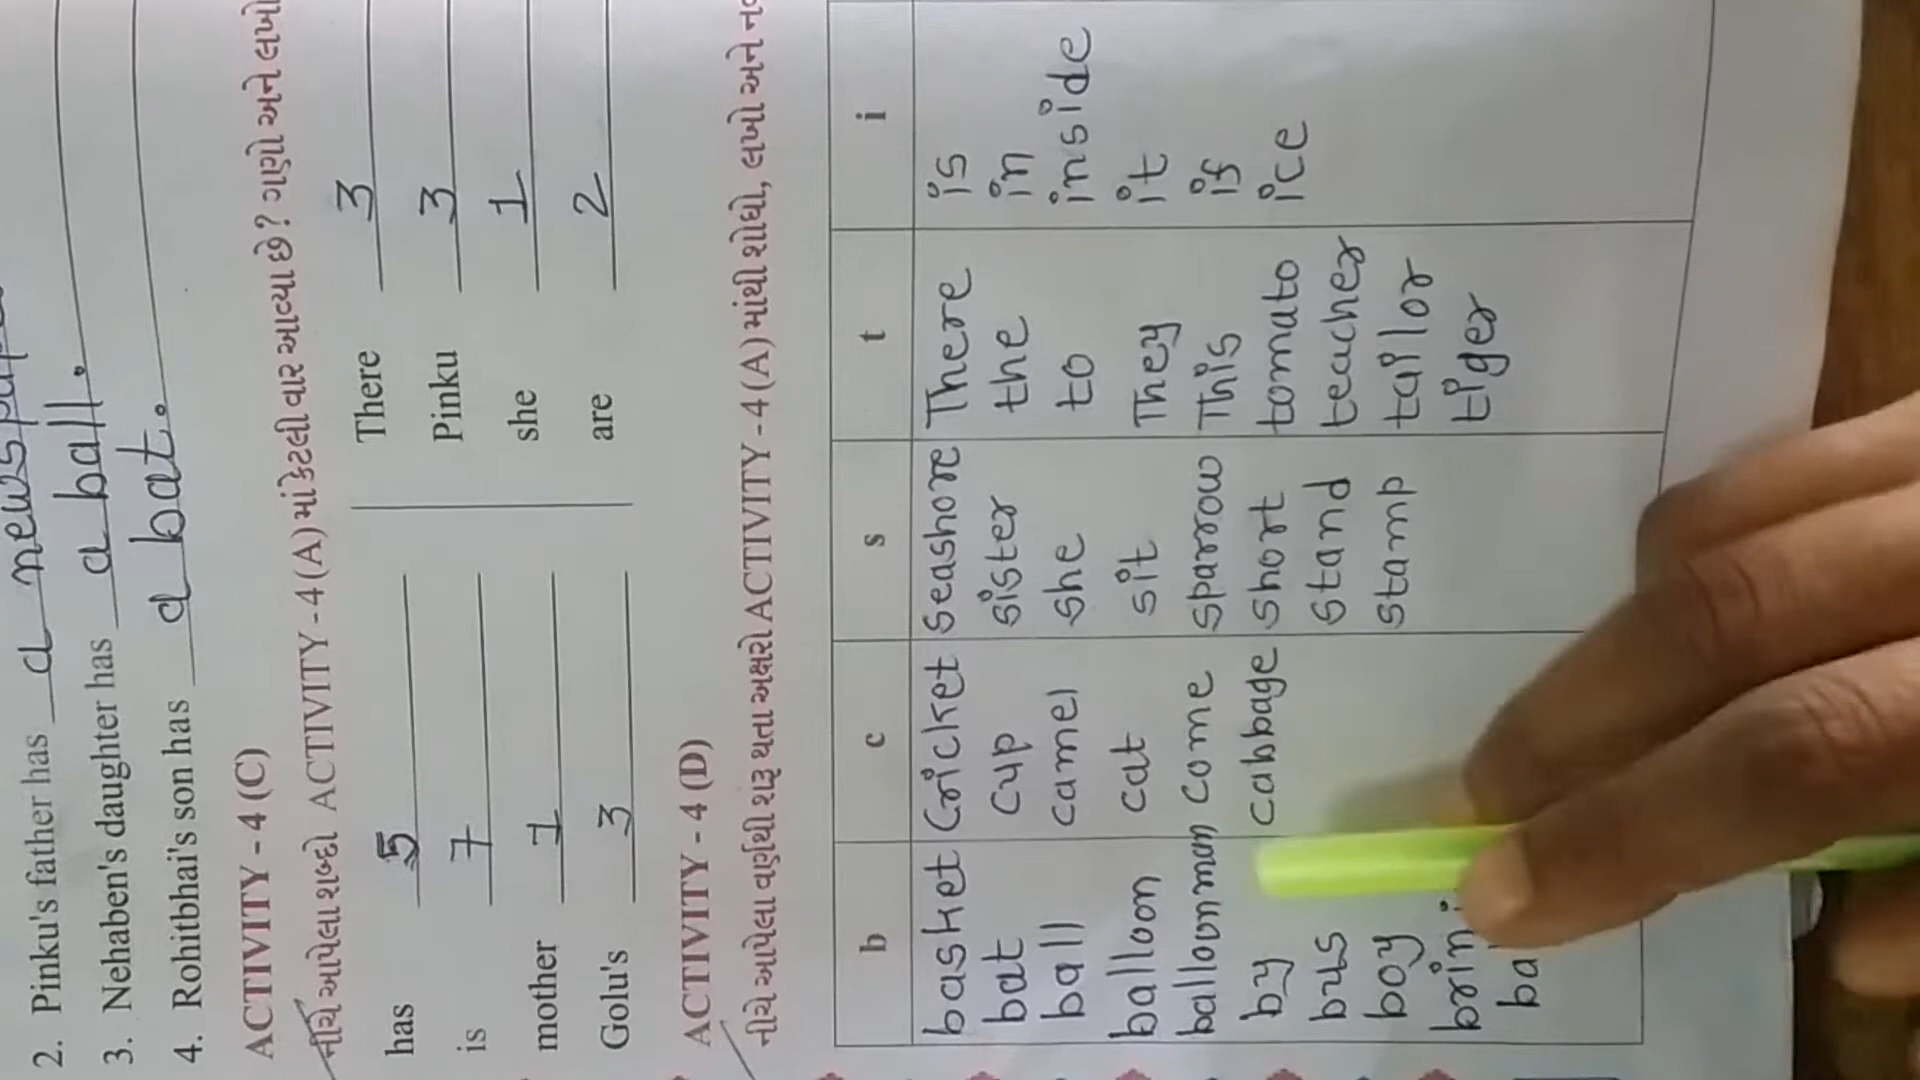 2. Pinku's father has a
3. Nehaben's daughter has a ball.
4. Rohitbhai's son has a bat.
ACTIVITY - 4 (C)
નીચે આપેલા શબ્દો ACTIVITY - 4 (A) માં કેટલી વાર આવ્યા છે? ગણો અને લખો
has 5 There 3
is 7 Pinku 3
mother 1 she 1
Golu's 3 are 2
ACTIVITY - 4 (D)
નીચે આપેલા વર્ણથી શરૂ થતા અક્ષરો ACTIVITY - 4 (A) માંથી શોધો, લખો અને
b c s t i
basket Cricket Seashore There is
bat cup sister the in
ball camel she to inside
balloon cat sit They it
balloonman come sparrow This if
by cabbage short tomato ice
bus stand teacher
boy stamp tailor
tiger